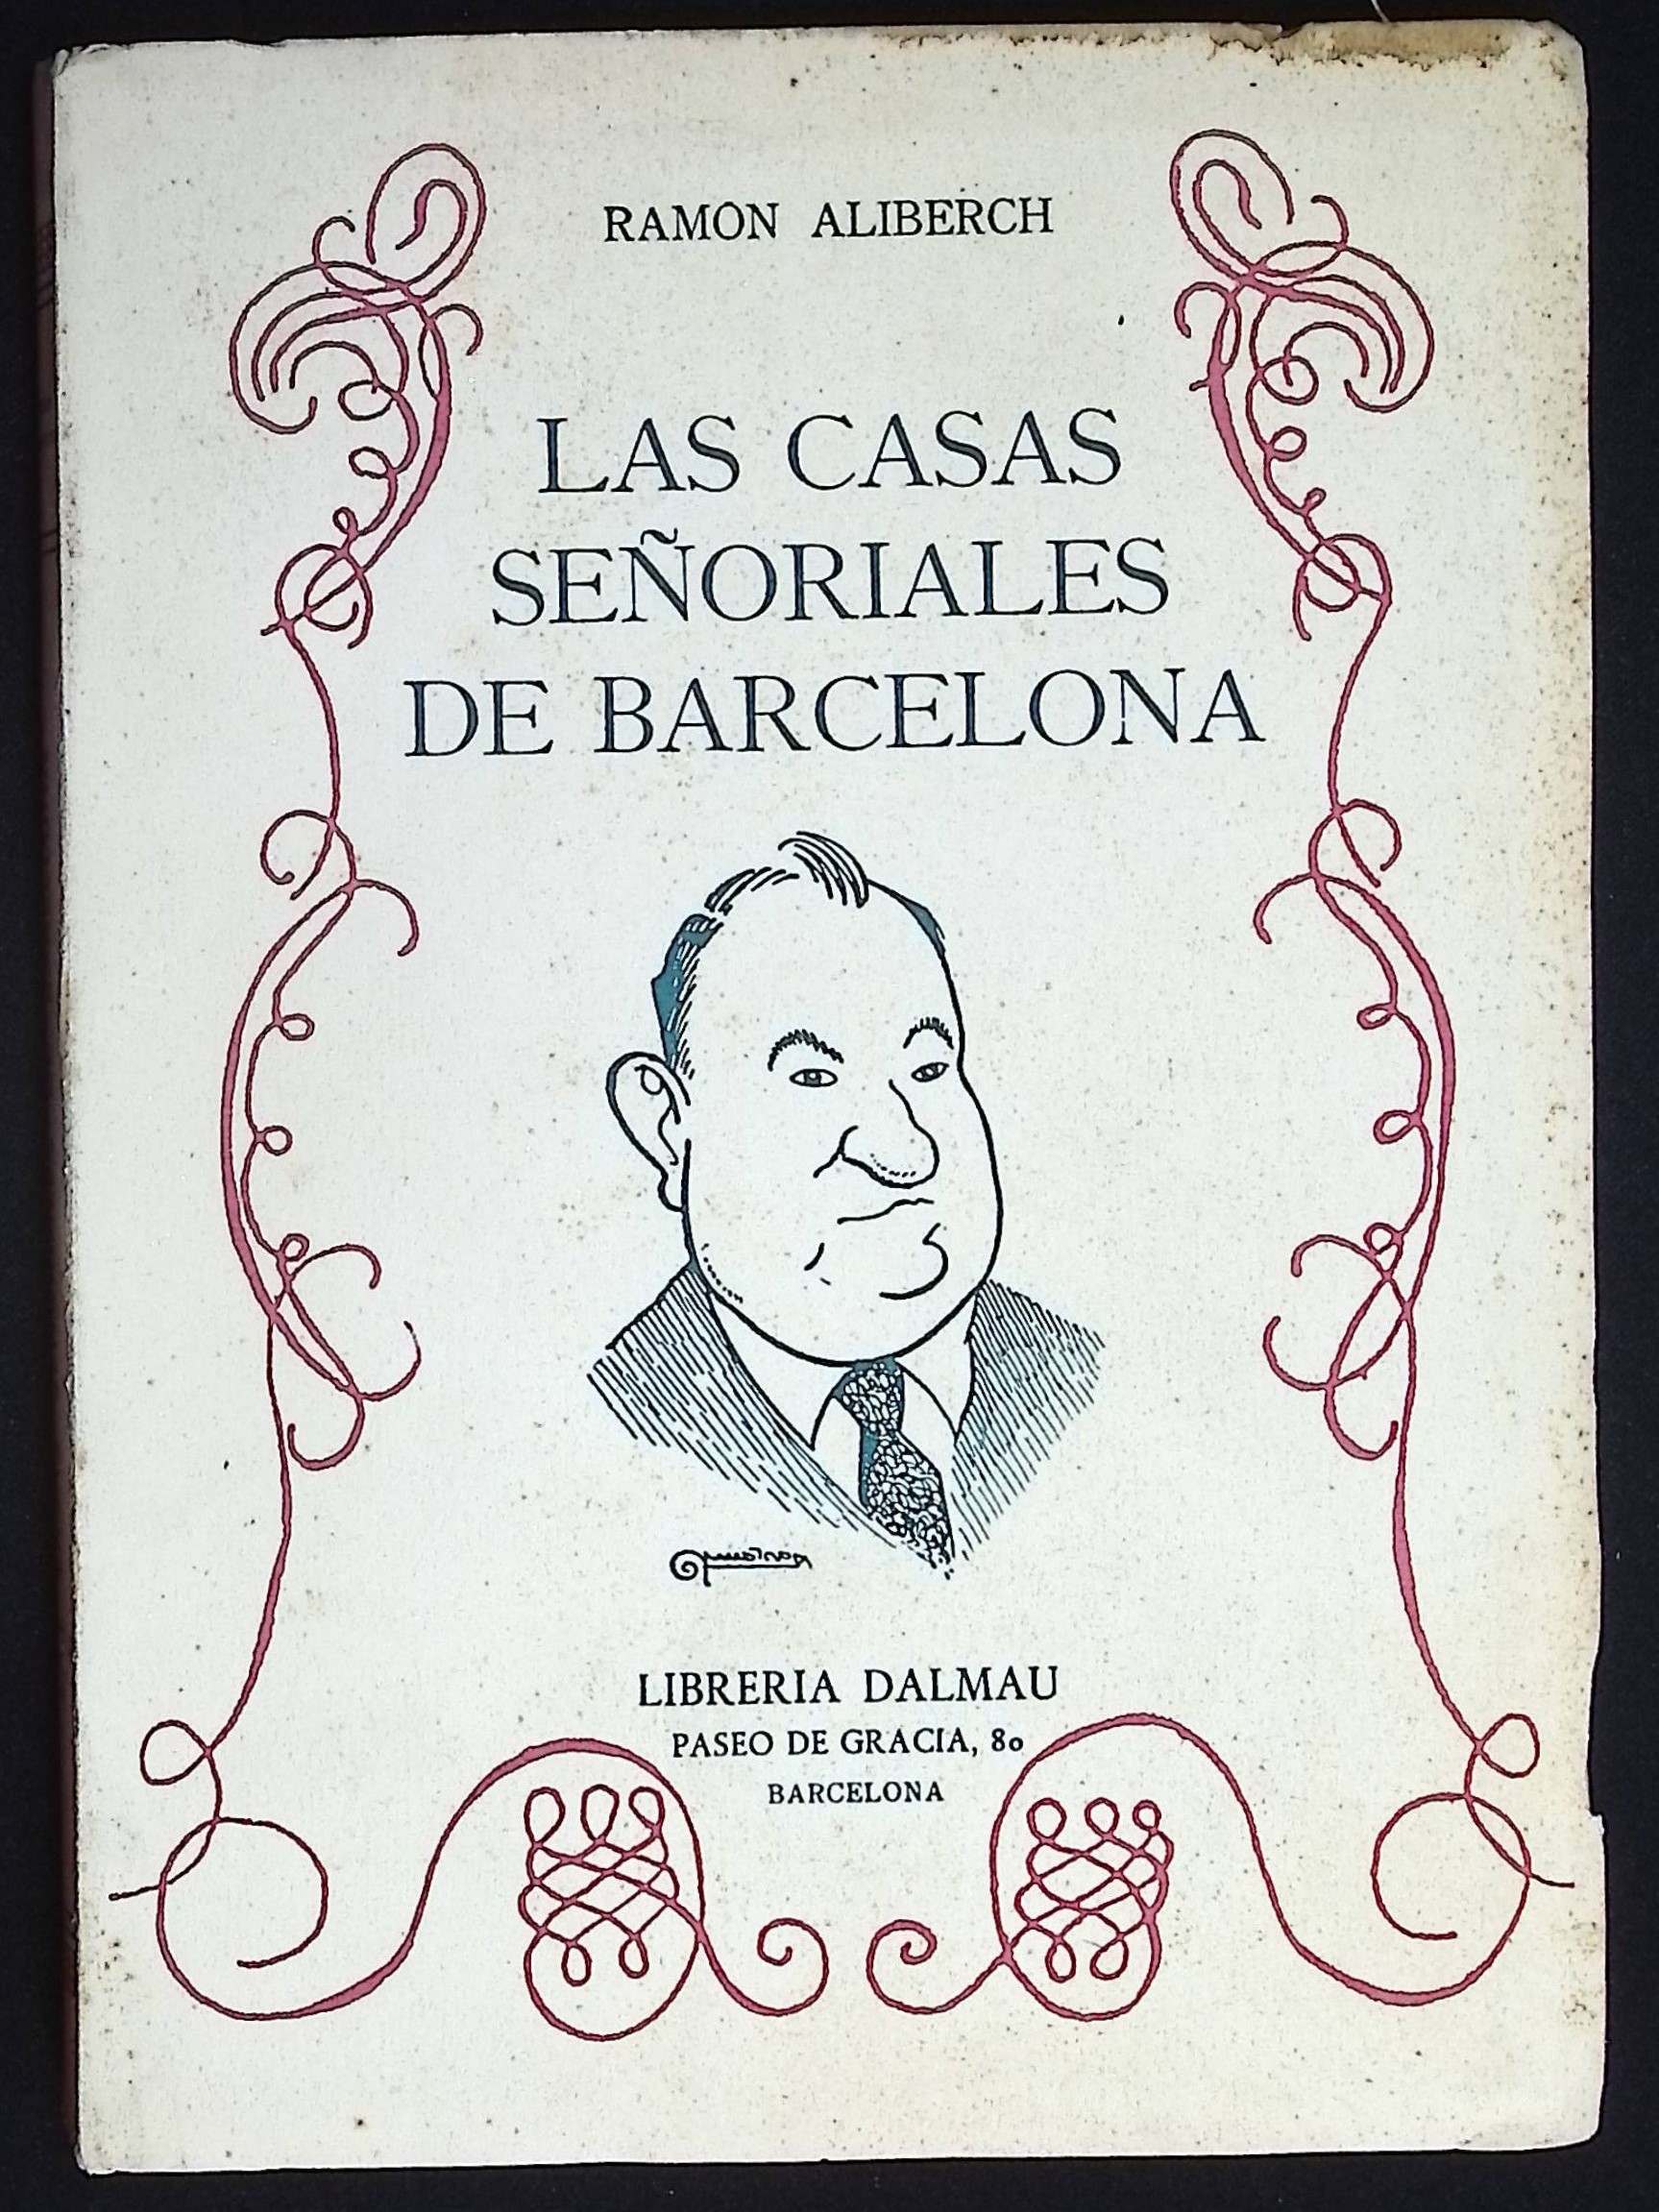 RAMON ALIBERCH
LAS CASAS
SEÑORIALES
DE BARCELONA
LIBRERIA DALMAU
PASEO DE GRACIA, 80
BARCELONA